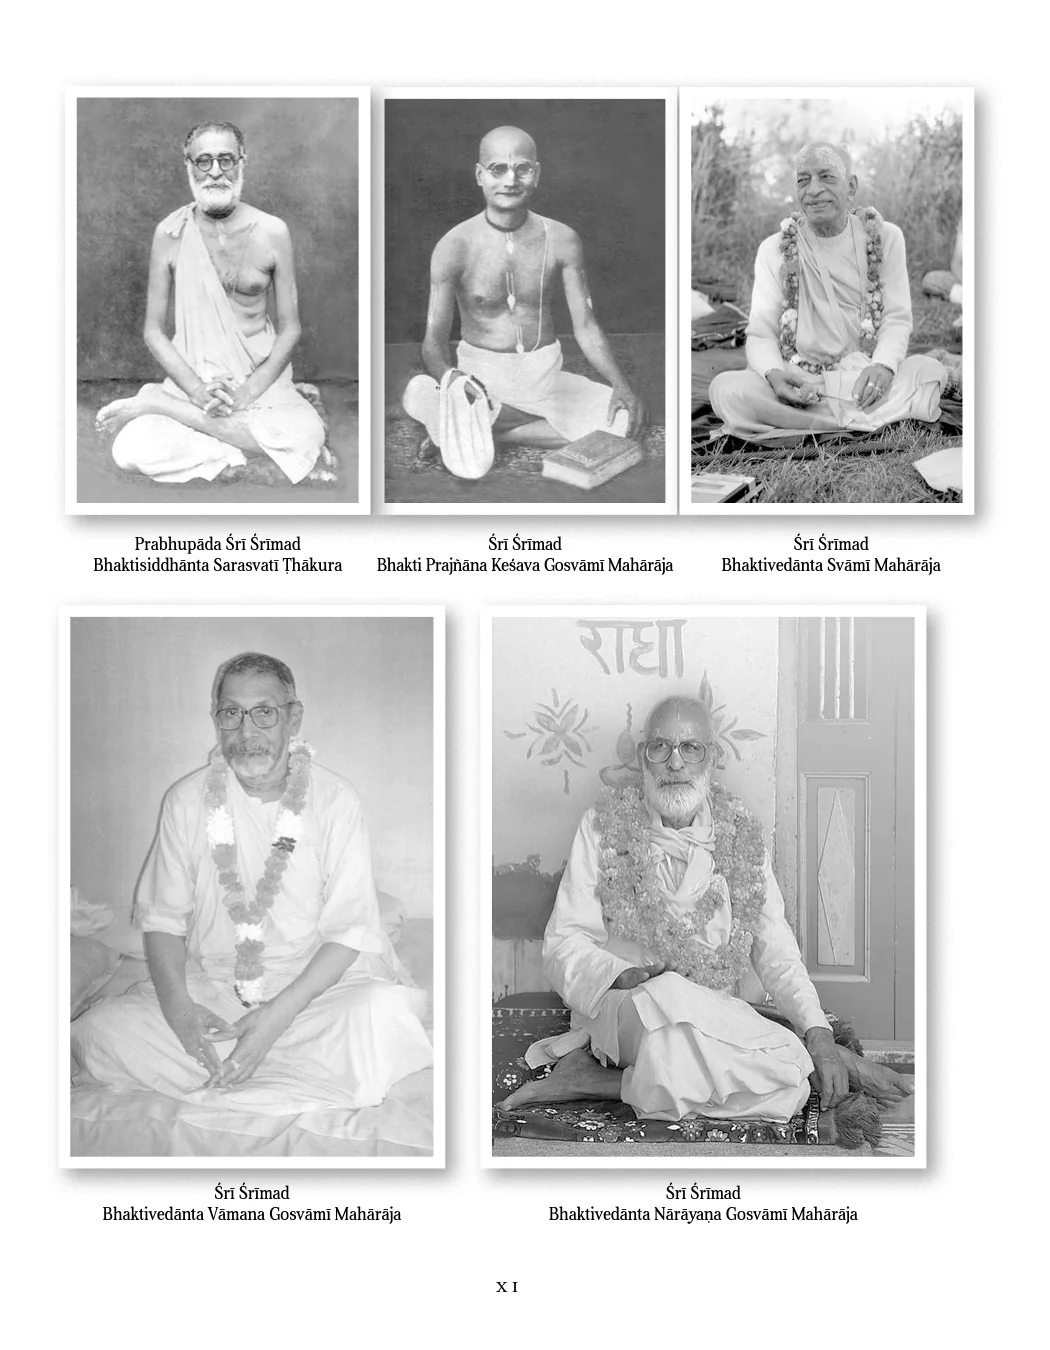 Prabhupāda Śrī Śrīmad
Bhaktisiddhānta Sarasvatī Ṭhākura
Śrī Śrīmad
Bhakti Prajñāna Keśava Gosvāmī Mahārāja
Śrī Śrīmad
Bhaktivedānta Svāmī Mahārāja
राधा
Śrī Śrīmad
Bhaktivedānta Vāmana Gosvāmī Mahārāja
Śrī Śrīmad
Bhaktivedānta Nārāyaṇa Gosvāmī Mahārāja
X I